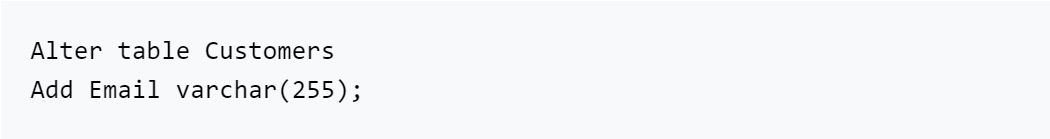 Alter table Customers
Add Email varchar(255);